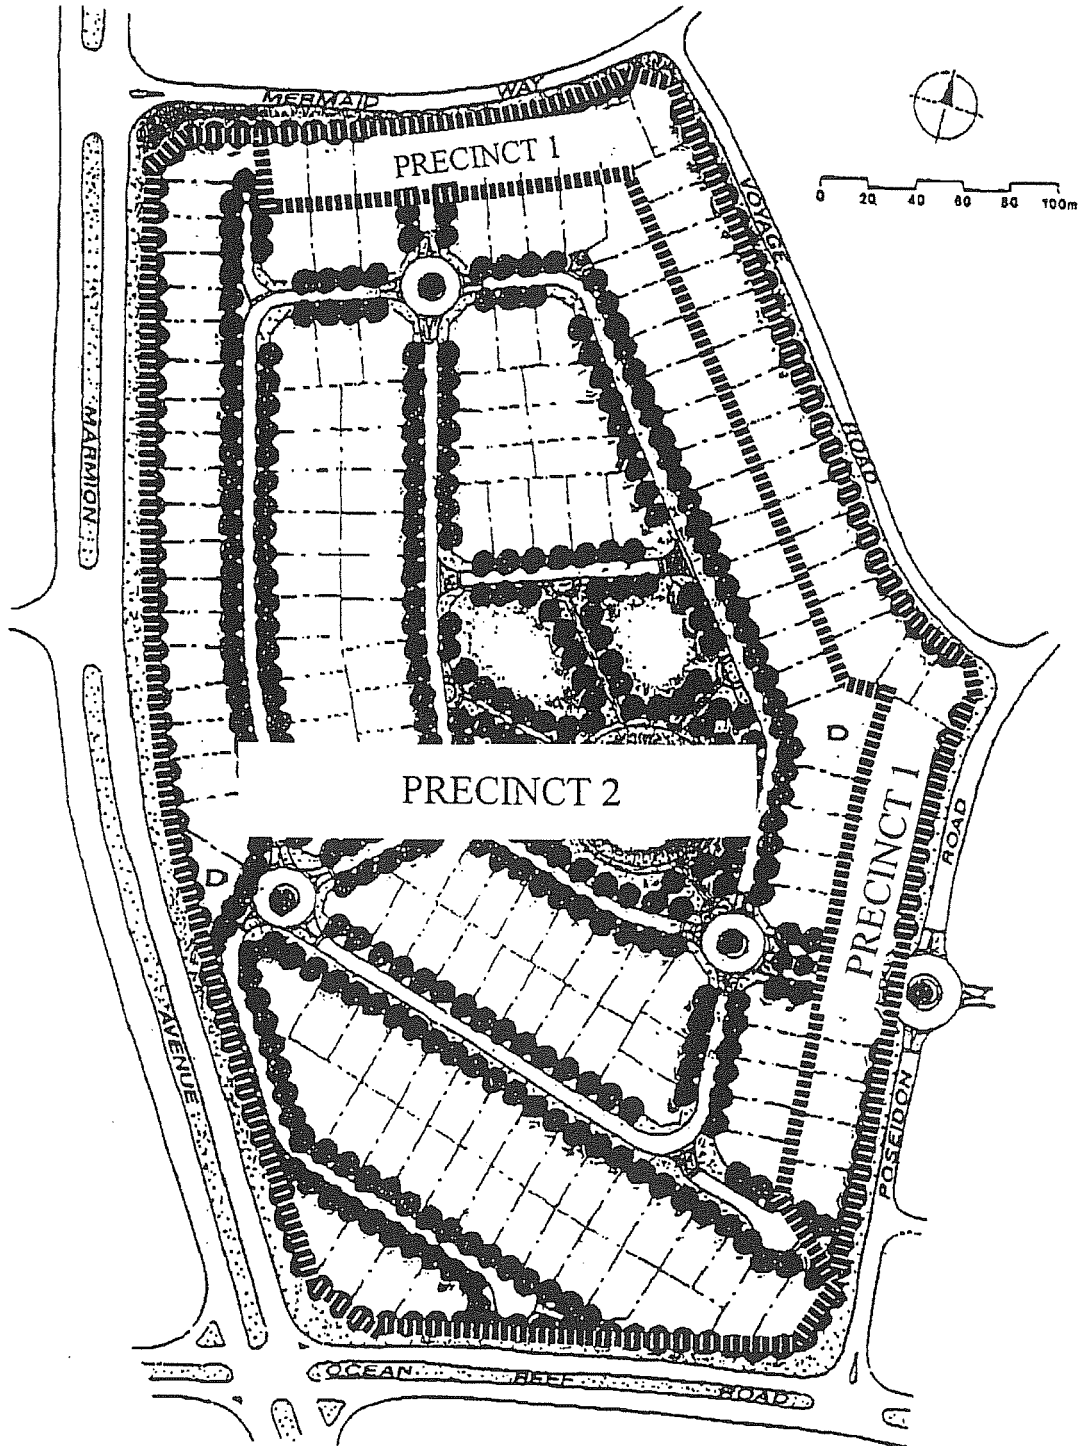 MERMAID WAY
PRECINCT 1
0 20 40 60 80 100m
VOYAGE ROAD
MARMION
D
PRECINCT 2
PRECINCT 1
ROAD
D
AVENUE
POSEIDON
OCEAN REEF ROAD